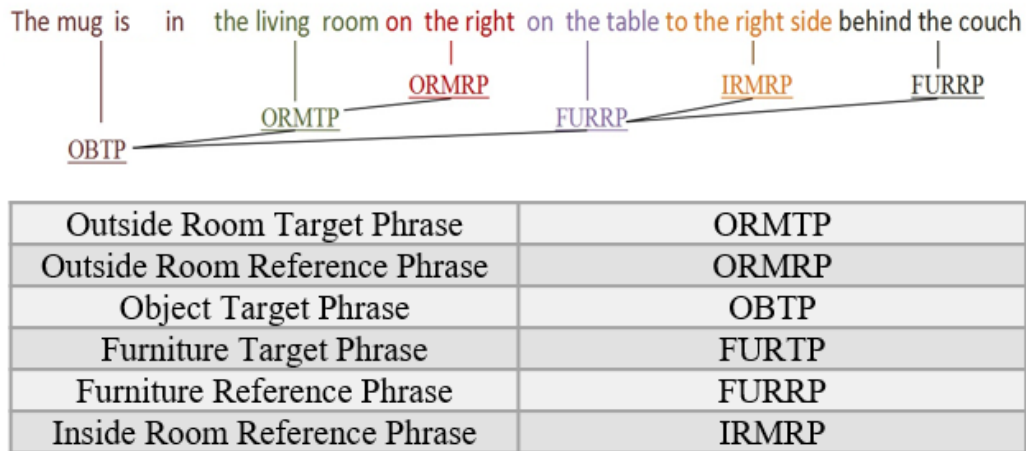 The mug is in the living room on the right on the table to the right side behind the couch
ORMRP IRMRP FURRP
ORMTP FURRP
OBTP
Outside Room Target Phrase ORMTP
Outside Room Reference Phrase ORMRP
Object Target Phrase OBTP
Furniture Target Phrase FURTP
Furniture Reference Phrase FURRP
Inside Room Reference Phrase IRMRP